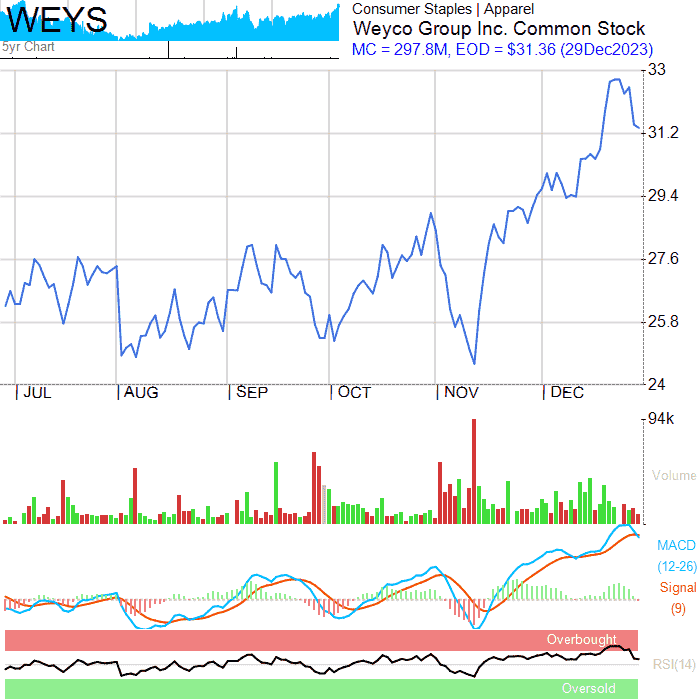 WEYS
5yr Chart
Consumer Staples | Apparel
Weyco Group Inc. Common Stock
MC = 297.8M, EOD = $31.36 (29Dec2023)
33
31.2
29.4
27.6
25.8
24
JUL AUG SEP OCT NOV DEC
94k
Volume
MACD
(12-26)
Signal
(9)
Overbought
RSI(14)
Oversold